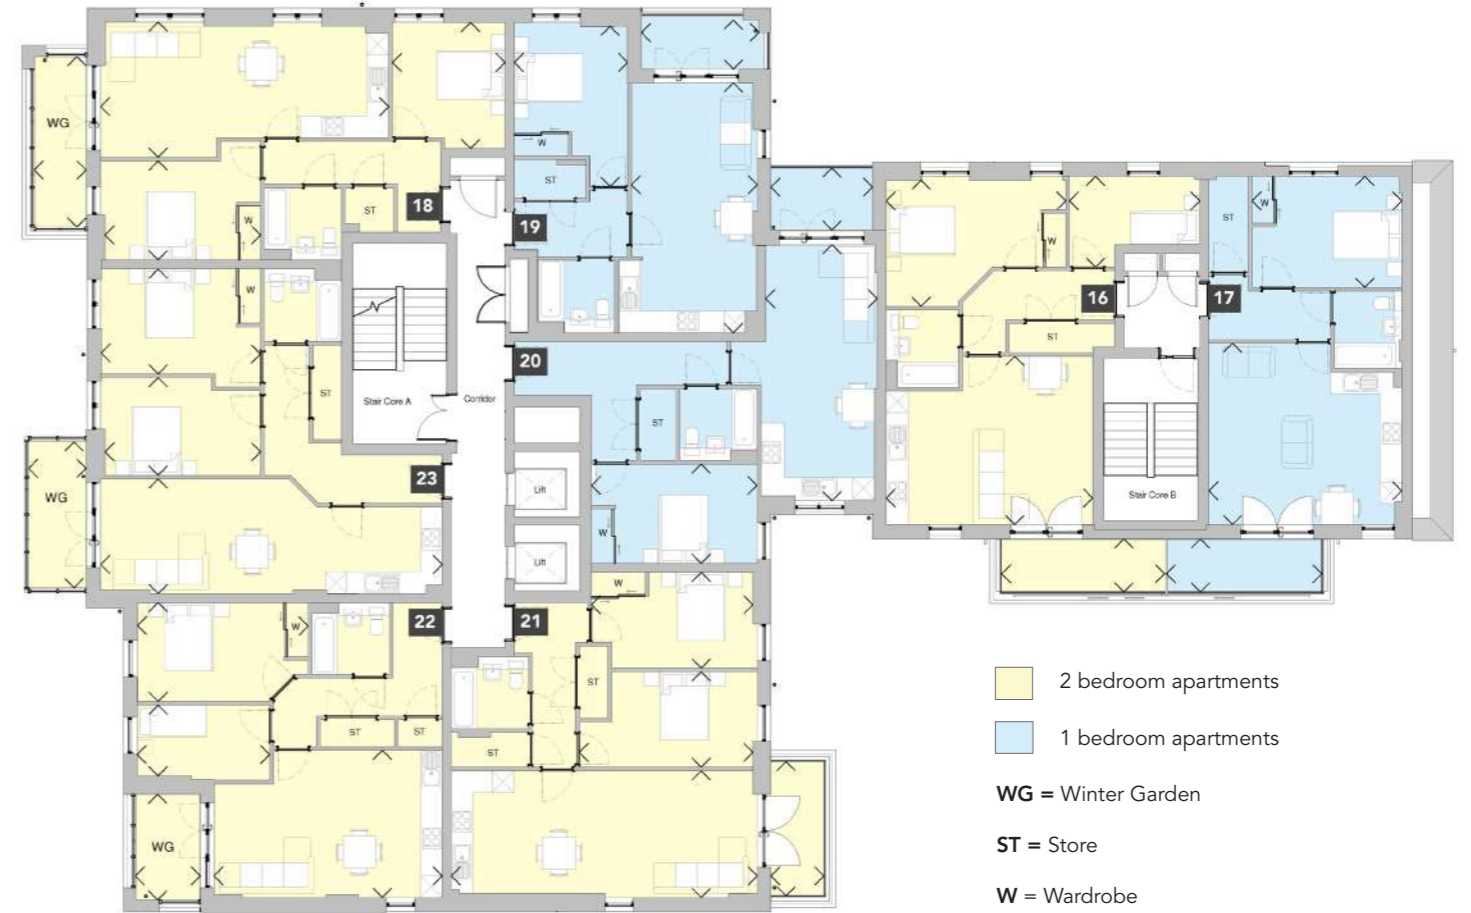 WG
W
ST
18
19
W
ST
W
ST
W
16
17
W
ST
20
Stair Core A
Corridor
ST
ST
23
Lift
Stair Core B
WG
W
Lift
W
W
22
21
ST
ST
ST
ST
WG
2 bedroom apartments
1 bedroom apartments
WG = Winter Garden
ST = Store
W = Wardrobe